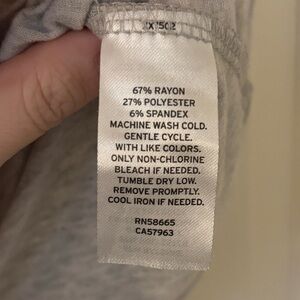 67% RAYON
27% POLYESTER
6% SPANDEX
MACHINE WASH COLD.
GENTLE CYCLE.
WITH LIKE COLORS.
ONLY NON-CHLORINE
BLEACH IF NEEDED.
TUMBLE DRY LOW.
REMOVE PROMPTLY.
COOL IRON IF NEEDED.
RN58665
CA57963